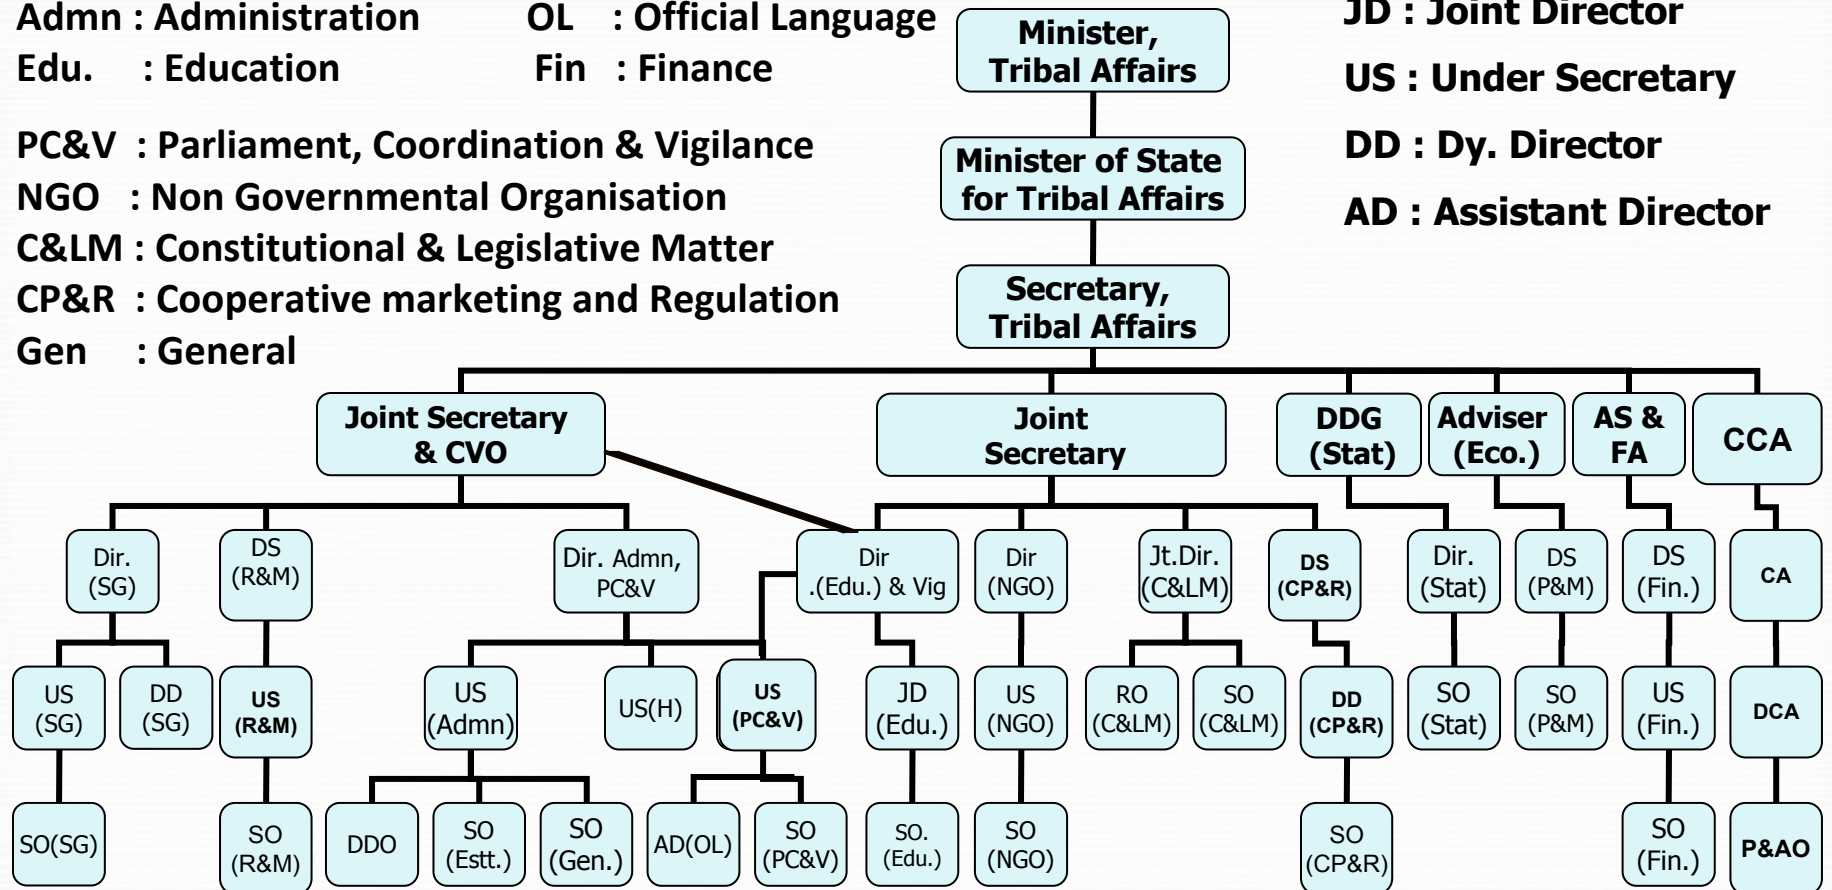 Admn : Administration OL : Official Language
Edu. : Education Fin : Finance
PC&V : Parliament, Coordination & Vigilance
NGO : Non Governmental Organisation
C&LM : Constitutional & Legislative Matter
CP&R : Cooperative marketing and Regulation
Gen : General
JD : Joint Director
US : Under Secretary
DD : Dy. Director
AD : Assistant Director
Minister,
Tribal Affairs
Minister of State
for Tribal Affairs
Secretary,
Tribal Affairs
Joint Secretary
& CVO
Joint
Secretary
DDG
(Stat)
Adviser
(Eco.)
AS &
FA
CCA
Dir.
(SG)
DS
(R&M)
Dir. Admn,
PC&V
Dir
.(Edu.) & Vig
Dir
(NGO)
Jt.Dir.
(C&LM)
DS
(CP&R)
Dir.
(Stat)
DS
(P&M)
DS
(Fin.)
CA
US
(SG)
DD
(SG)
US
(R&M)
US
(Admn)
US(H)
US
(PC&V)
JD
(Edu.)
US
(NGO)
RO
(C&LM)
SO
(C&LM)
DD
(CP&R)
SO
(Stat)
SO
(P&M)
US
(Fin.)
DCA
SO(SG)
SO
(R&M)
DDO
SO
(Estt.)
SO
(Gen.)
AD(OL)
SO
(PC&V)
SO.
(Edu.)
SO
(NGO)
SO
(CP&R)
SO
(Fin.)
P&AO